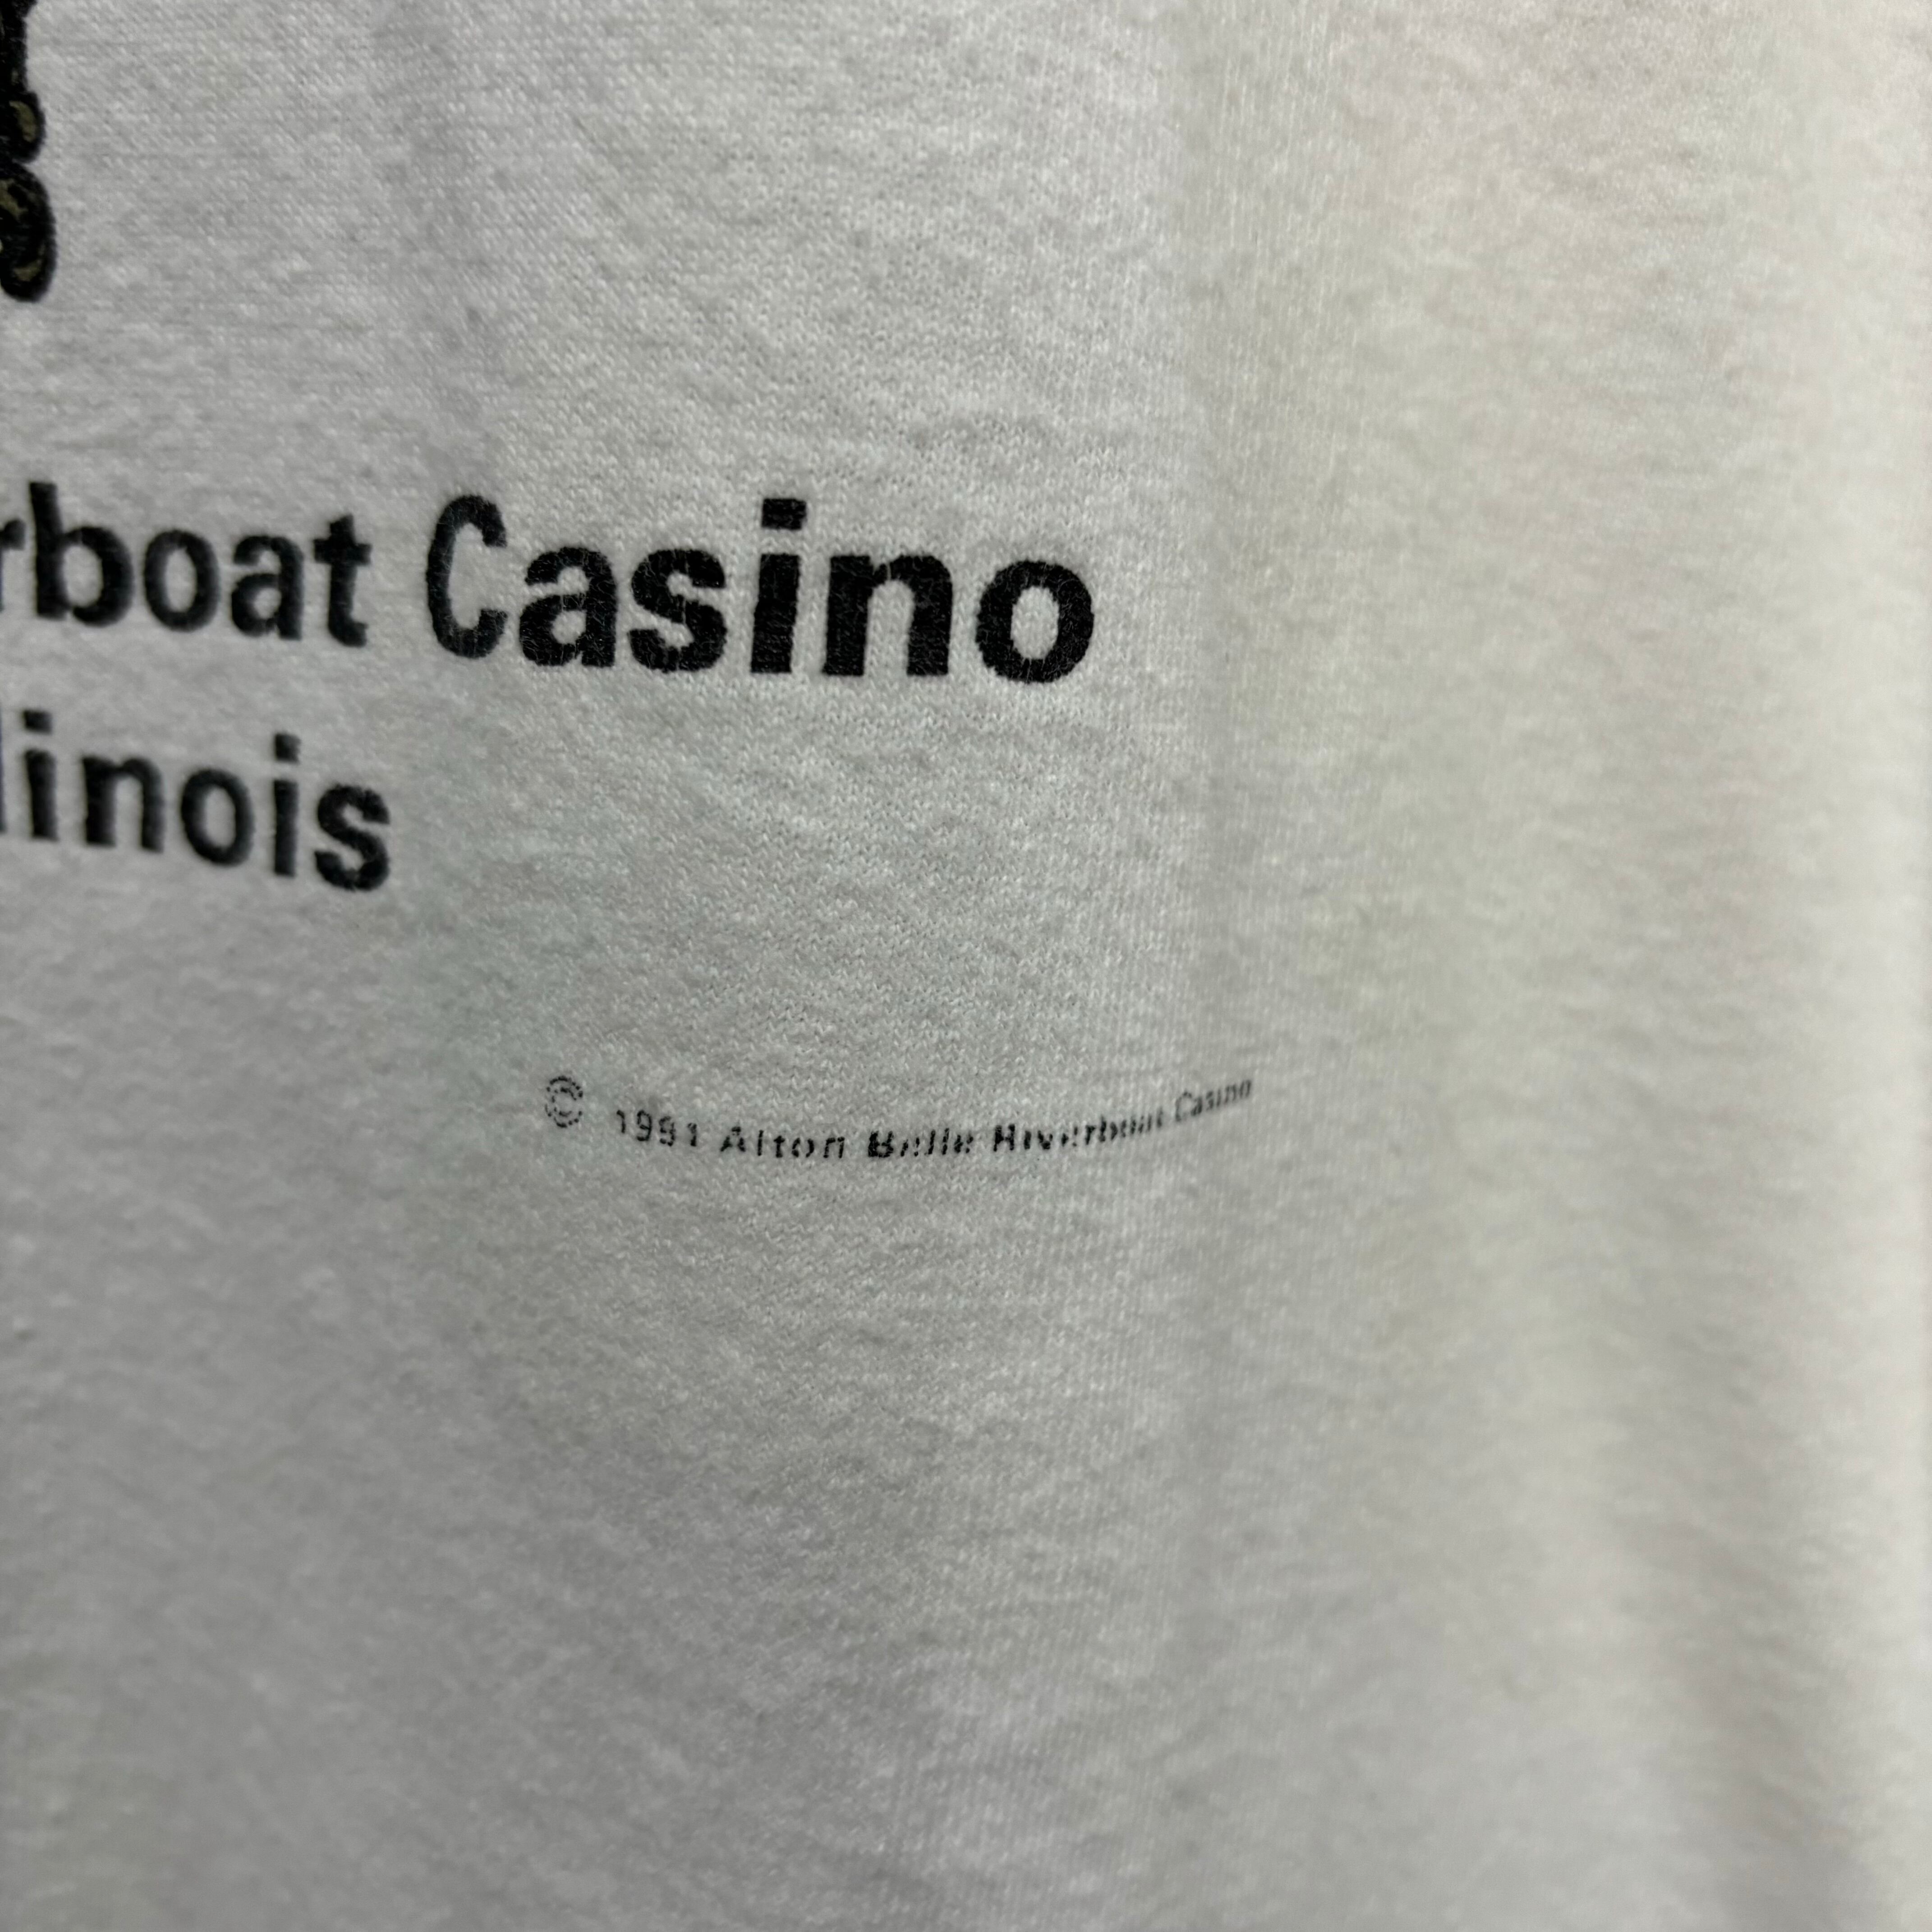 rboat Casino
linois
© 1991 Alton Belle Riverboat Casino